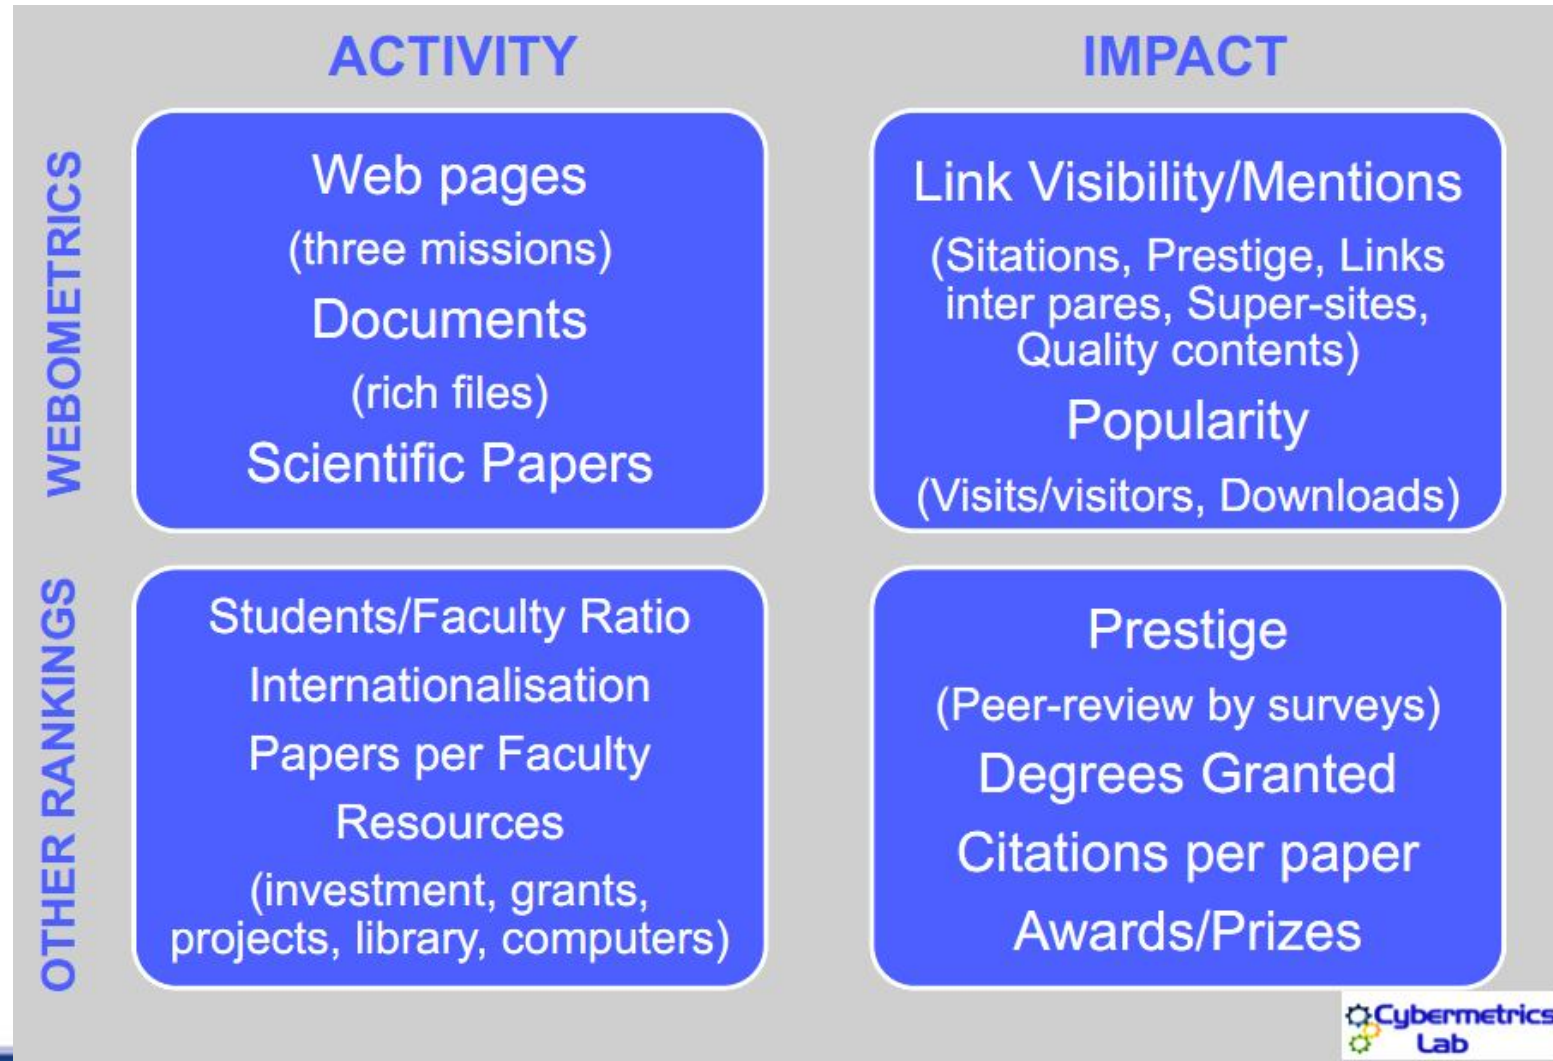 ACTIVITY
IMPACT
WEBOMETRICS
Web pages
(three missions)
Documents
(rich files)
Scientific Papers
Link Visibility/Mentions
(Sitations, Prestige, Links
inter pares, Super-sites,
Quality contents)
Popularity
(Visits/visitors, Downloads)
OTHER RANKINGS
Students/Faculty Ratio
Internationalisation
Papers per Faculty
Resources
(investment, grants,
projects, library, computers)
Prestige
(Peer-review by surveys)
Degrees Granted
Citations per paper
Awards/Prizes
Cybermetrics
Lab